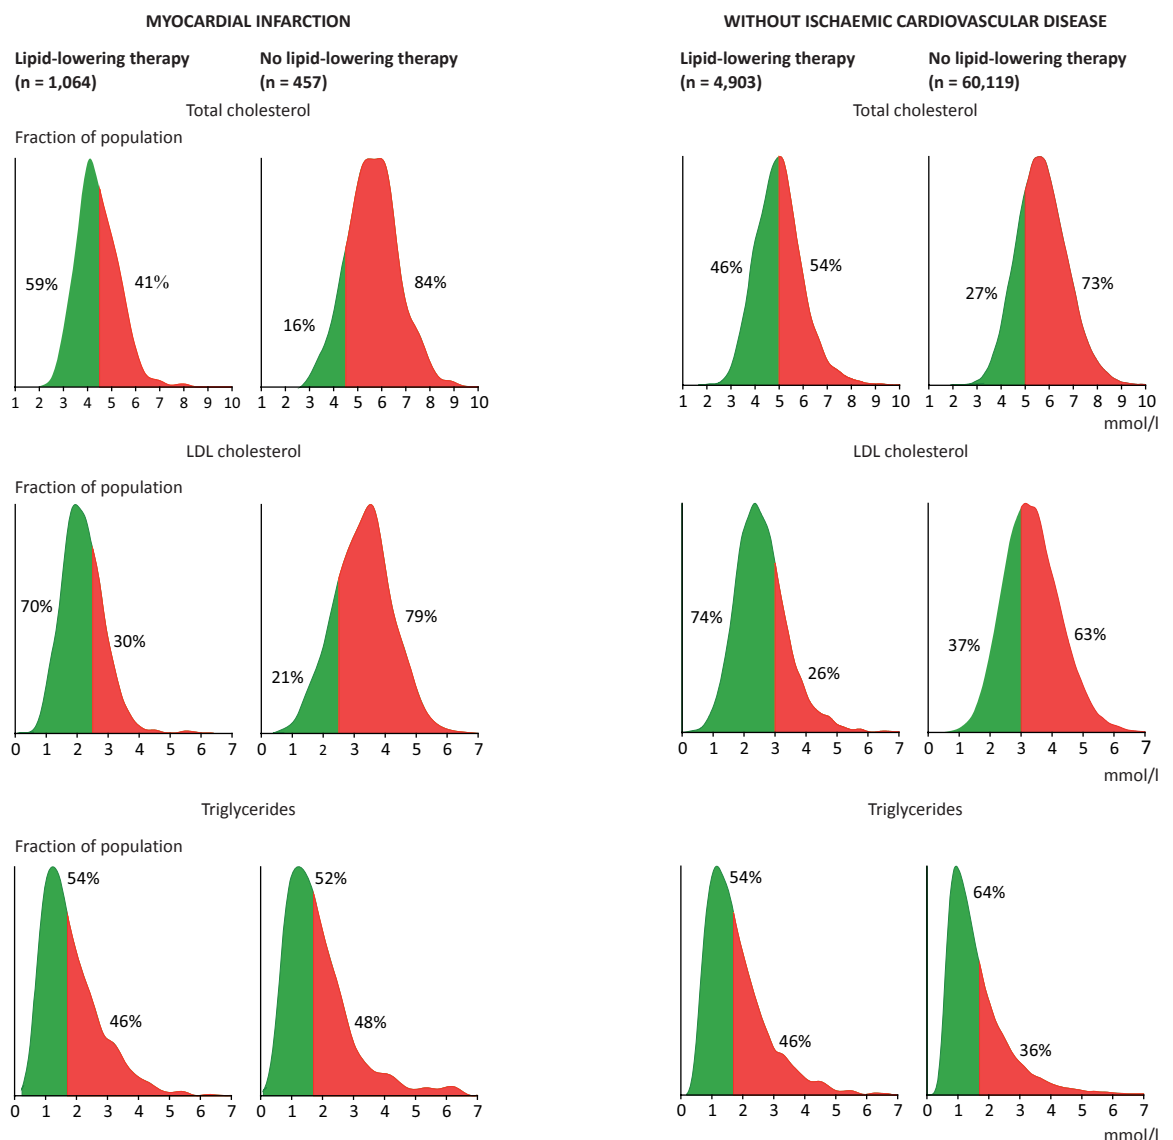 MYOCARDIAL INFARCTION
WITHOUT ISCHAEMIC CARDIOVASCULAR DISEASE
Lipid-lowering therapy
(n = 1,064)
No lipid-lowering therapy
(n = 457)
Lipid-lowering therapy
(n = 4,903)
No lipid-lowering therapy
(n = 60,119)
Total cholesterol
Total cholesterol
Fraction of population
59%
41%
16%
84%
46%
54%
27%
73%
1 2 3 4 5 6 7 8 9 10
1 2 3 4 5 6 7 8 9 10
1 2 3 4 5 6 7 8 9 10
1 2 3 4 5 6 7 8 9 10
mmol/l
LDL cholesterol
LDL cholesterol
Fraction of population
70%
30%
21%
79%
74%
26%
37%
63%
0 1 2 3 4 5 6 7
0 1 2 3 4 5 6 7
0 1 2 3 4 5 6 7
0 1 2 3 4 5 6 7
mmol/l
Triglycerides
Triglycerides
Fraction of population
54%
46%
52%
48%
54%
46%
64%
36%
0 1 2 3 4 5 6 7
0 1 2 3 4 5 6 7
0 1 2 3 4 5 6 7
0 1 2 3 4 5 6 7
mmol/l